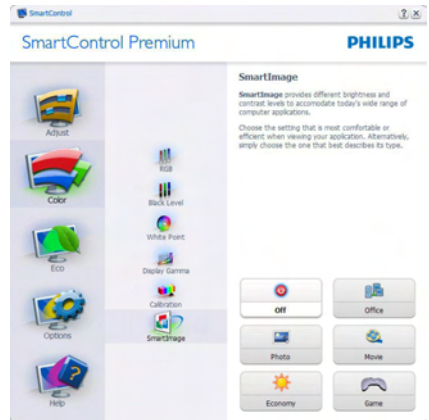 SmartControl
SmartControl Premium
PHILIPS
Adjust
Color
Eco
Options
Help
RGB
Black Level
White Point
Display Gamma
Calibration
SmartImage
SmartImage
SmartImage provides different brightness and
contrast levels to accomodate today's wide range of
computer applications.
Choose the setting that is most comfortable or
efficient when viewing your application. Alternatively,
simply choose the one that best describes its type.
Off
Office
Photo
Movie
Economy
Game